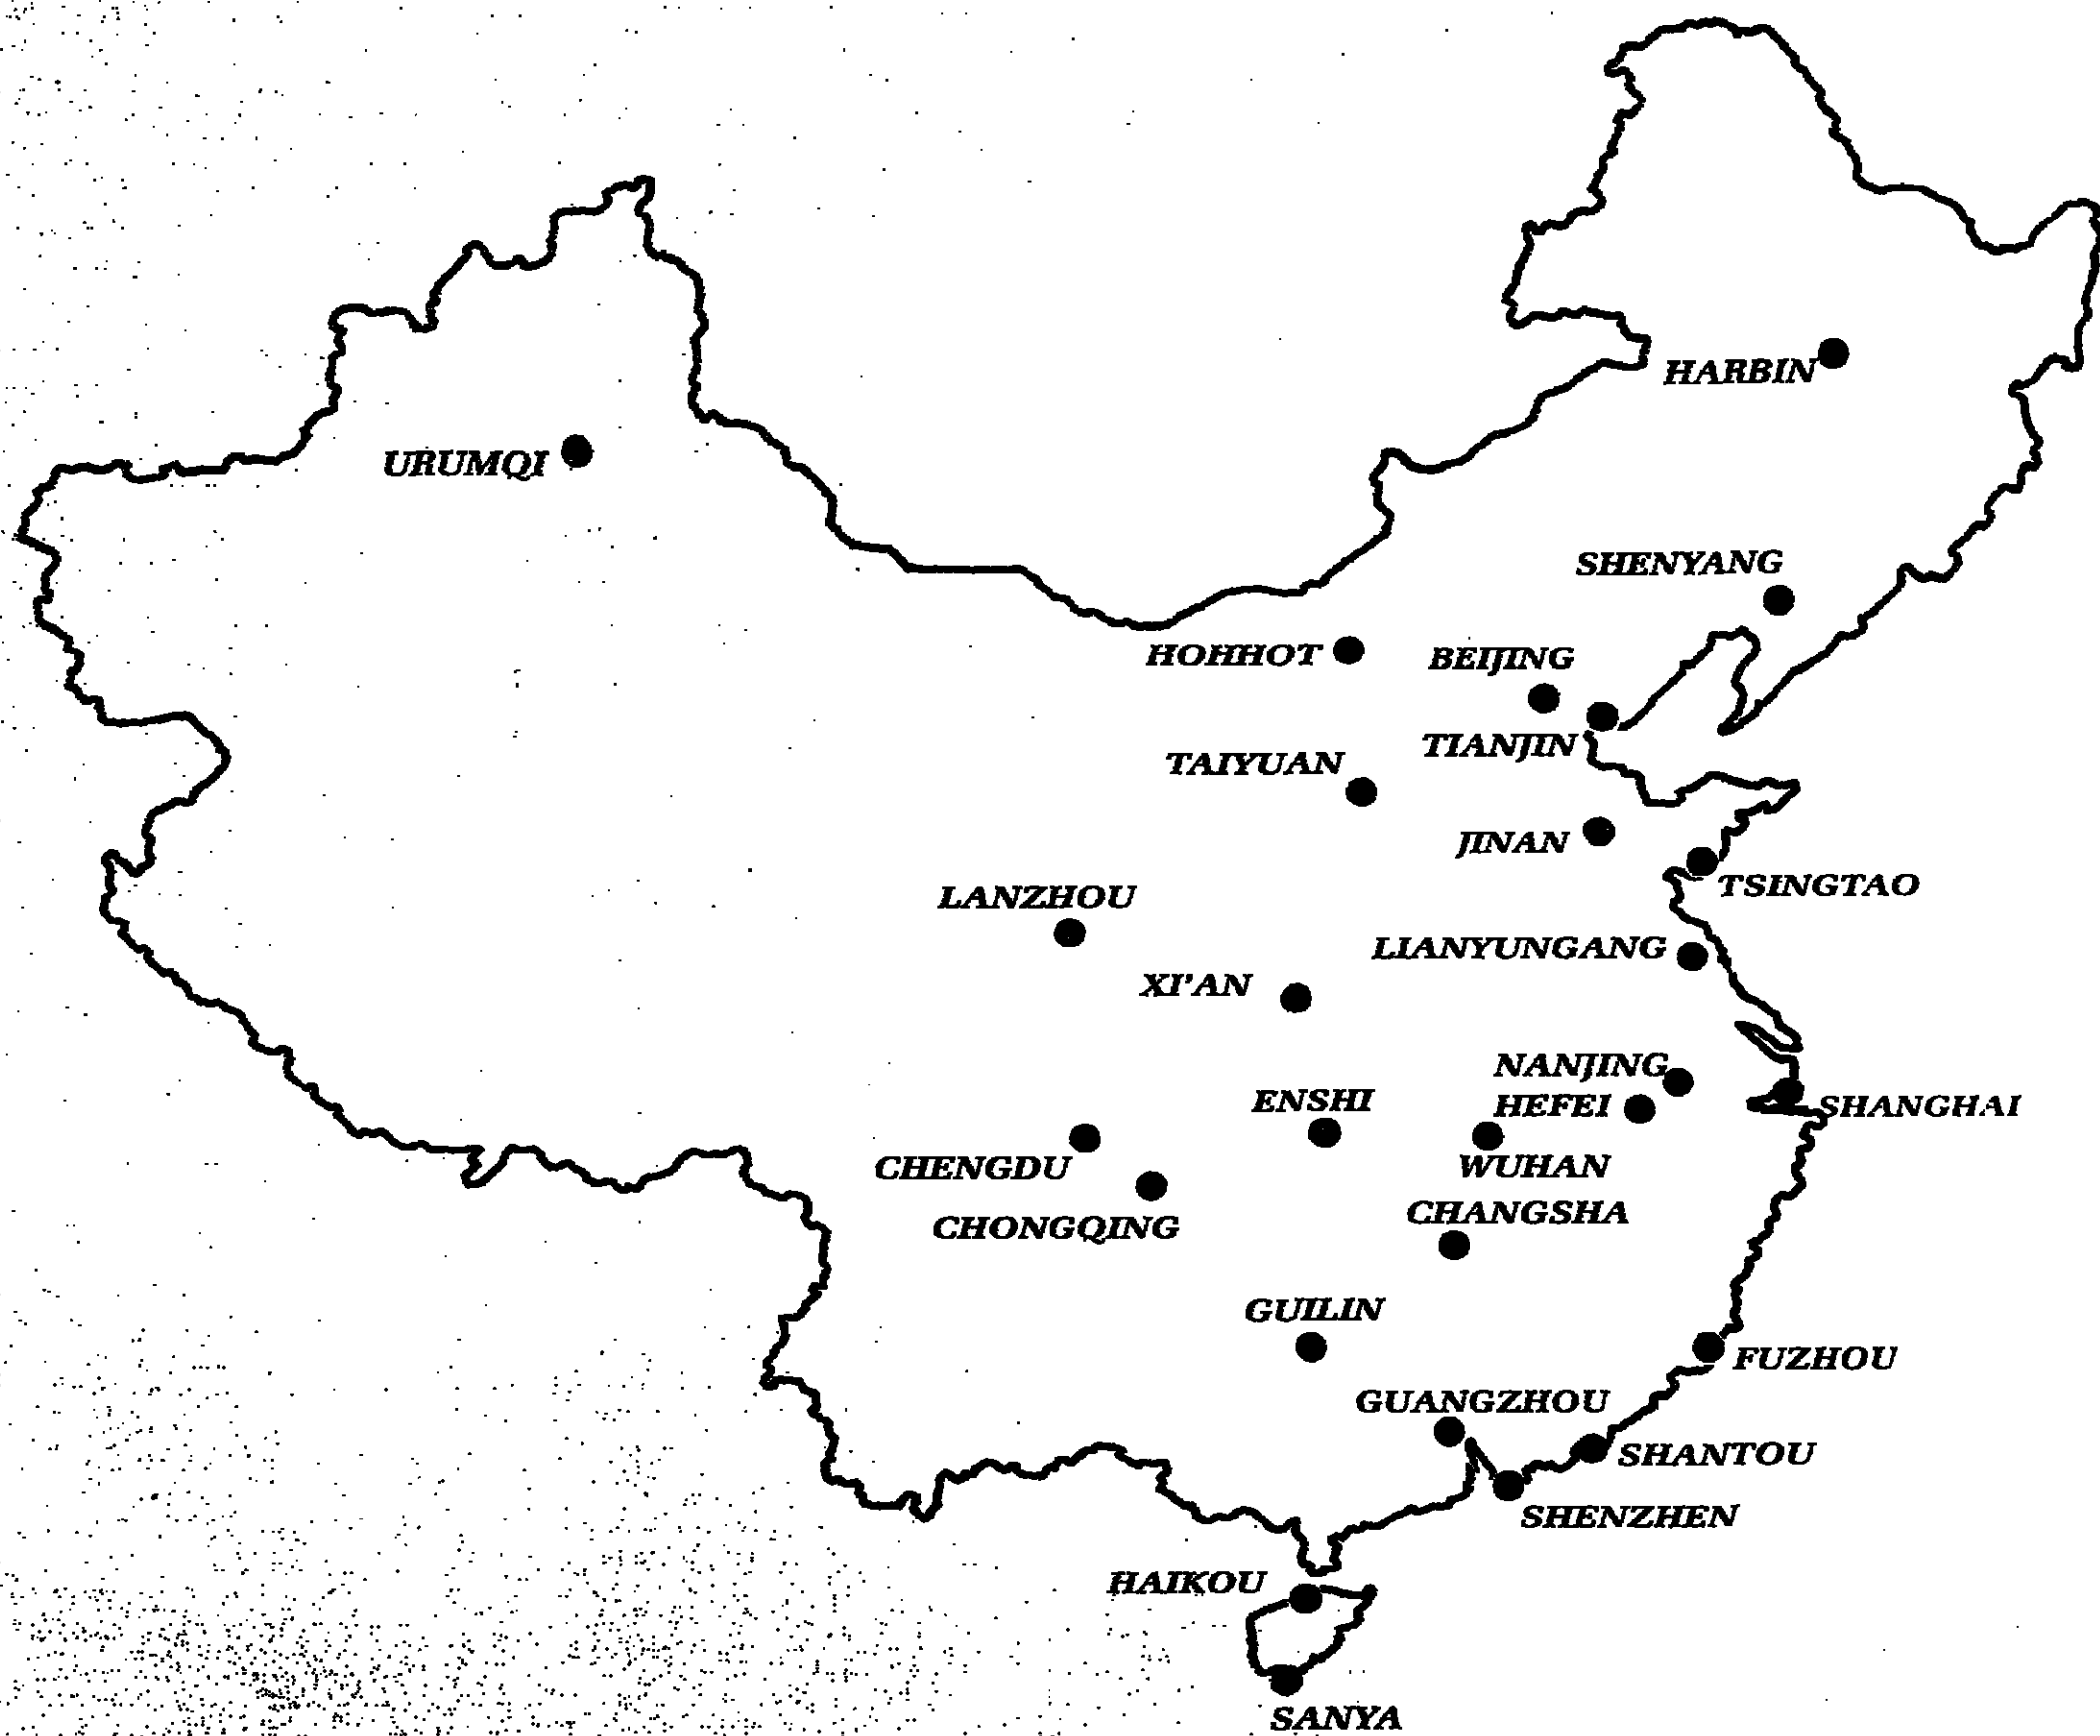 HARBIN
URUMQI
SHENYANG
HOHHOT
BEIJING
TIANJIN
TAIYUAN
JINAN
TSINGTAO
LANZHOU
LIANYUNGANG
XI'AN
NANJING
ENSHI
HEFEI
SHANGHAI
CHENGDU
WUHAN
CHONGQING
CHANGSHA
GUILIN
FUZHOU
GUANGZHOU
SHANTOU
SHENZHEN
HAIKOU
SANYA